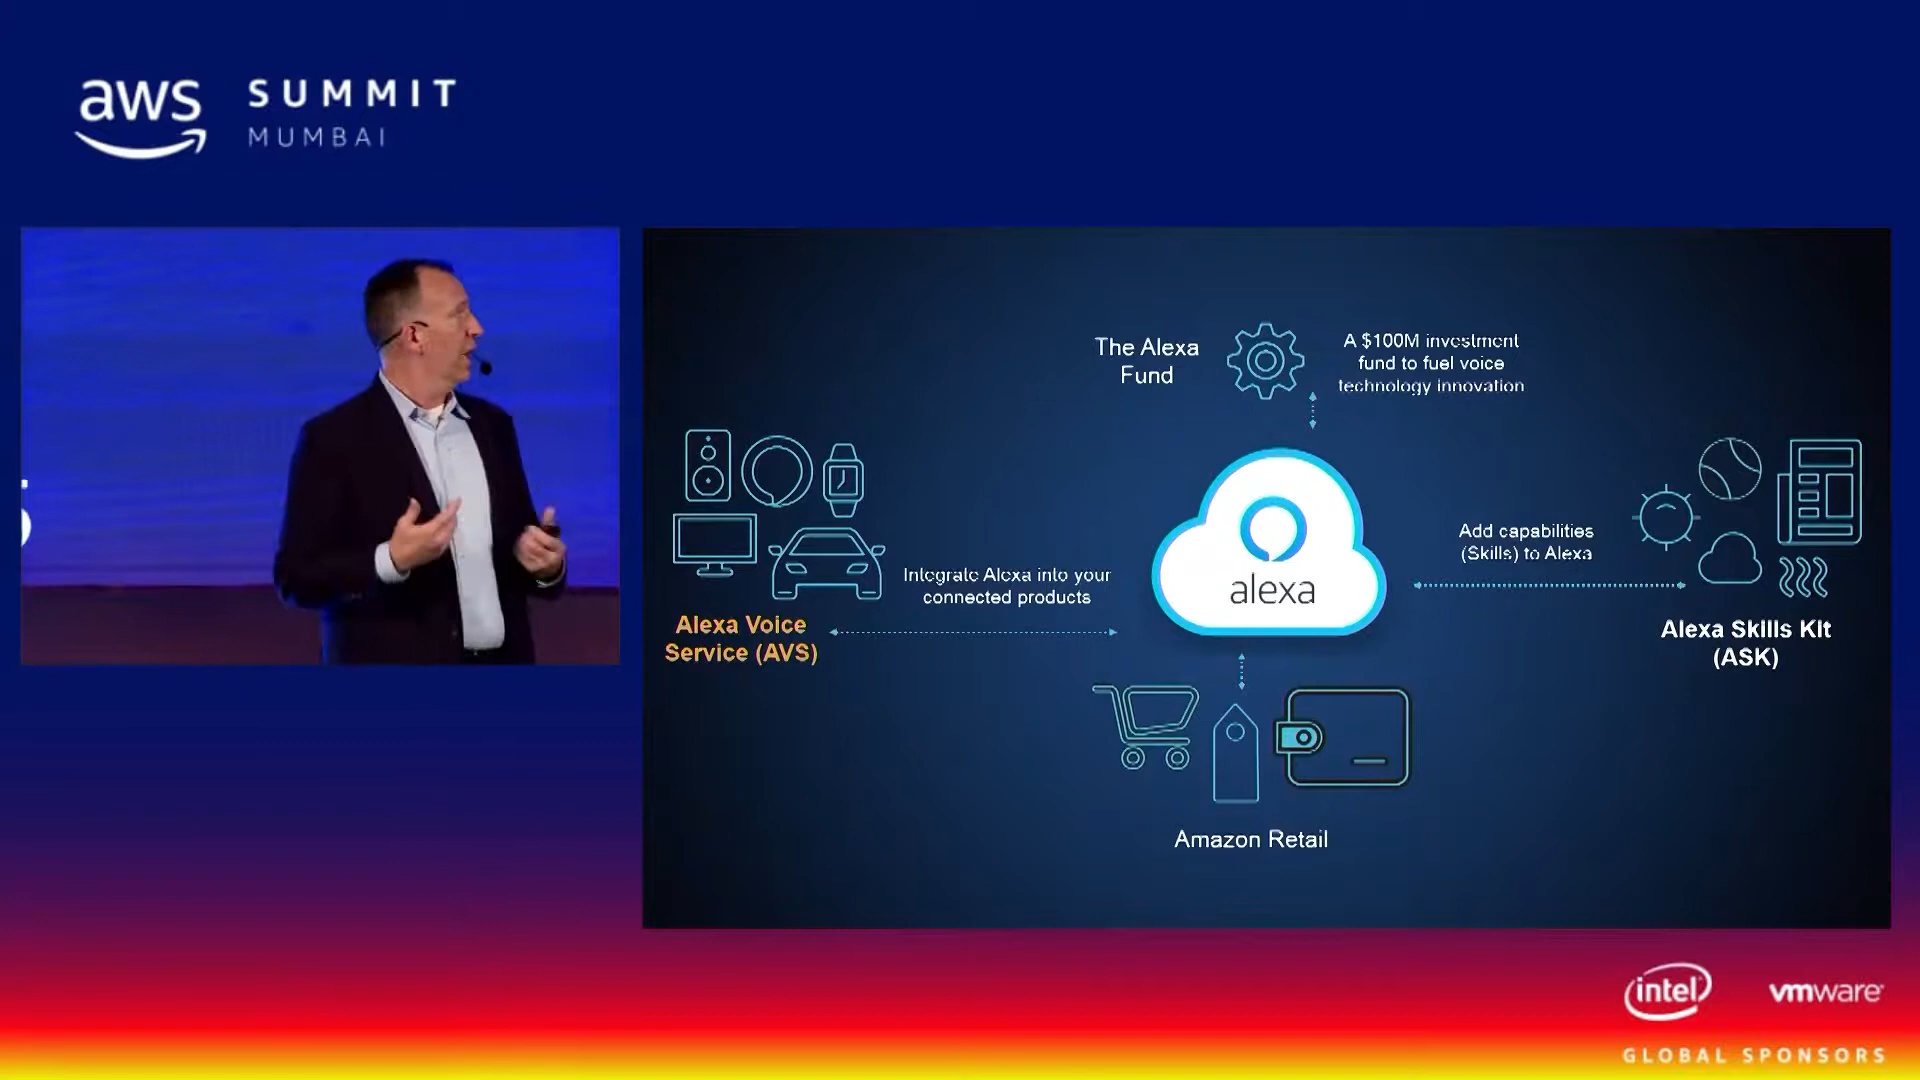 aws SUMMIT
MUMBAI
The Alexa
Fund
A $100M investment
fund to fuel voice
technology innovation
Integrate Alexa into your
connected products
Alexa Voice
Service (AVS)
alexa
Add capabilities
(Skills) to Alexa
Alexa Skills Kit
(ASK)
Amazon Retail
intel
vmware
GLOBAL SPONSORS